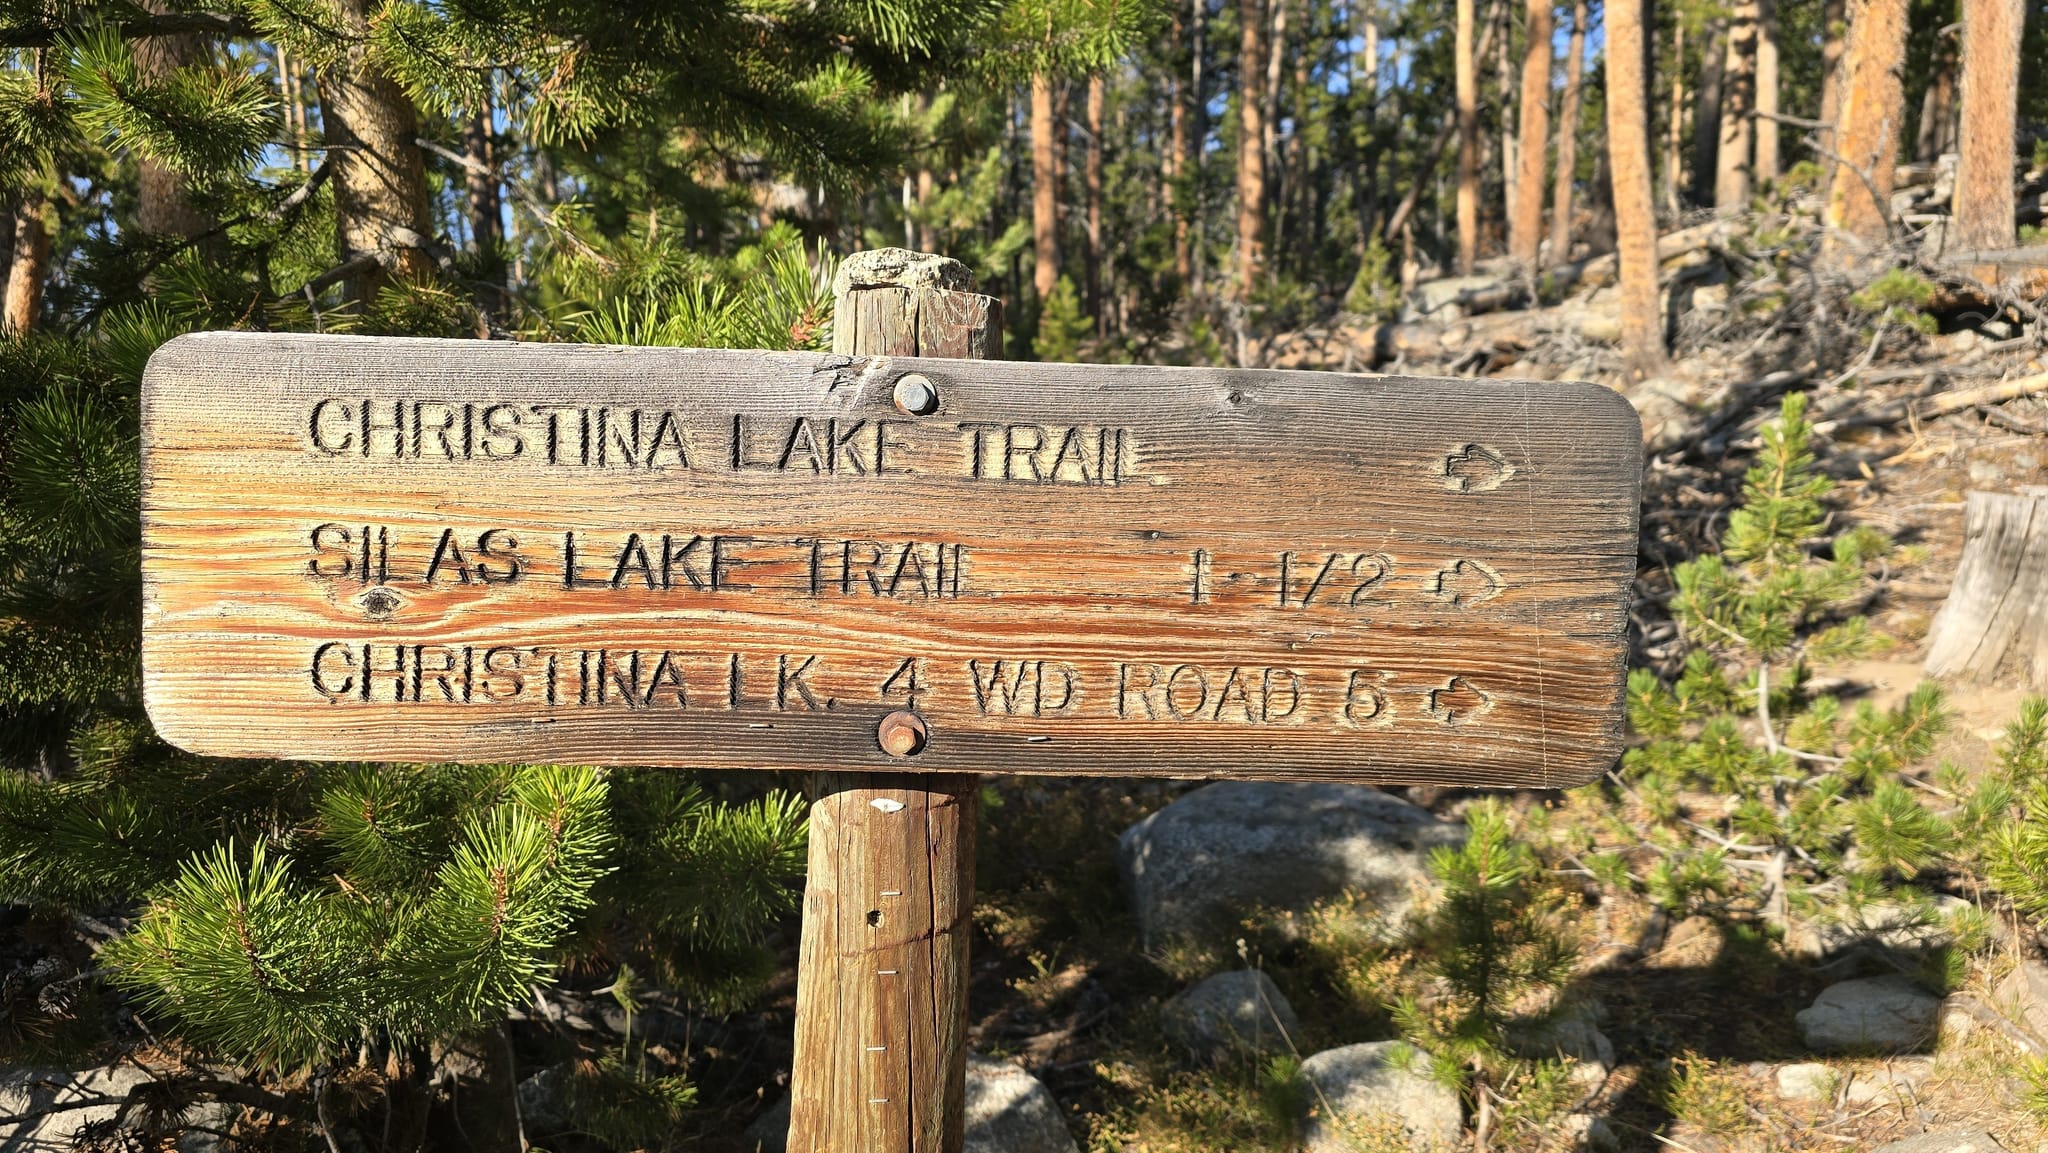 CHRISTINA LAKE TRAIL →
SILAS LAKE TRAIL 1-1/2 →
CHRISTINA LK. 4 WD ROAD 5 →